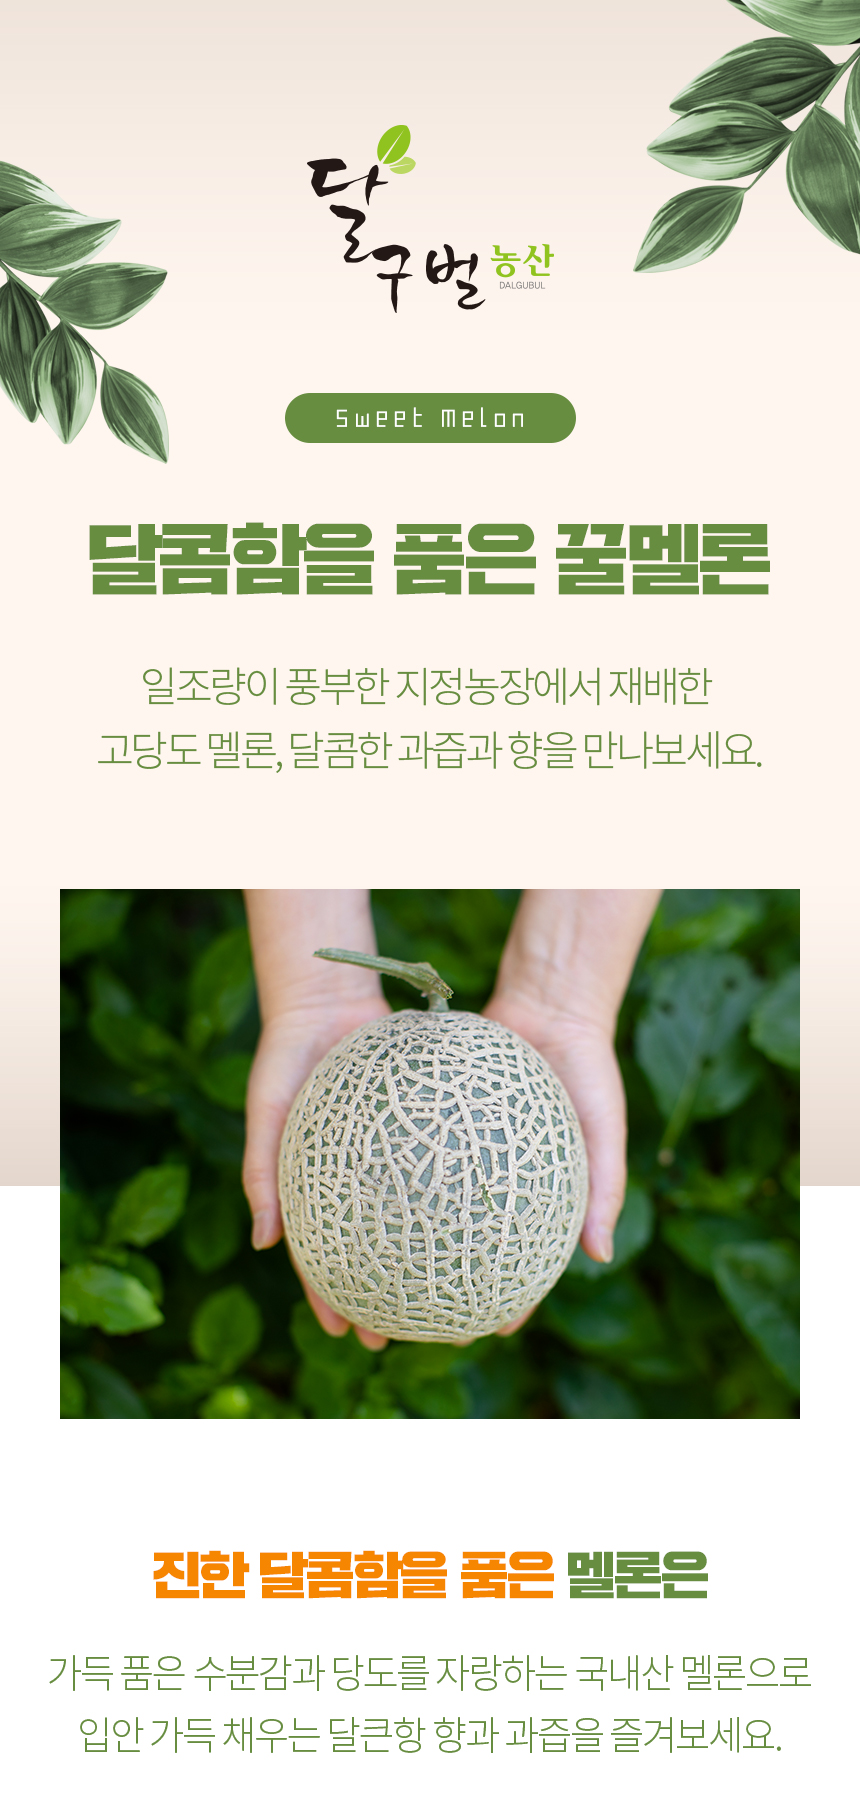 달
구벌 농산
DALGUBUL
Sweet Melon
달콤함을 품은 꿀멜론
일조량이 풍부한 지정농장에서 재배한
고당도 멜론, 달콤한 과즙과 향을 만나보세요.
진한 달콤함을 품은 멜론은
가득 품은 수분감과 당도를 자랑하는 국내산 멜론으로
입안 가득 채우는 달큰항 향과 과즙을 즐겨보세요.